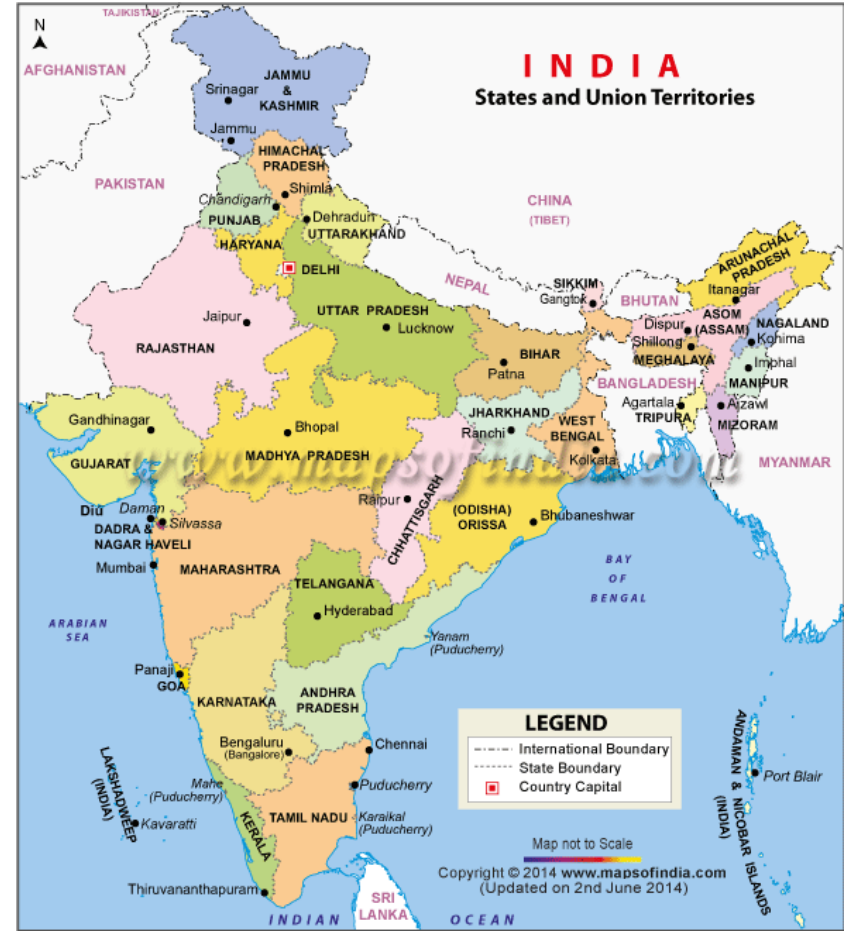 N
TAJIKISTAN
AFGHANISTAN
INDIA
States and Union Territories
JAMMU
&
KASHMIR
Srinagar
Jammu
HIMACHAL
PRADESH
PAKISTAN
Shimla
Chandigarh
PUNJAB
CHINA
(TIBET)
Dehradun
UTTARAKHAND
HARYANA
DELHI
ARUNACHAL
PRADESH
NEPAL
SIKKIM
Gangtok
BHUTAN
Itanagar
Jaipur
RAJASTHAN
UTTAR PRADESH
Lucknow
ASOM
(ASSAM)
Dispur
NAGALAND
Kohima
Shillong
MEGHALAYA
BIHAR
Patna
Imphal
MANIPUR
BANGLADESH
Gandhinagar
GUJARAT
Bhopal
MADHYA PRADESH
JHARKHAND
Ranchi
WEST
BENGAL
Kolkata
Agartala
TRIPURA
Aizawl
MIZORAM
MYANMAR
www.mapsofindia.com
Raipur
CHHATTISGARH
(ODISHA)
ORISSA
Bhubaneshwar
Diu
Daman
Silvassa
DADRA &
NAGAR HAVELI
Mumbai
MAHARASHTRA
TELANGANA
Hyderabad
BAY
OF
BENGAL
ARABIAN
SEA
Yanam
(Puducherry)
Panaji
GOA
KARNATAKA
ANDHRA
PRADESH
Bengaluru
(Bangalore)
Chennai
LEGEND
International Boundary
State Boundary
Country Capital
LAKSHADWEEP
(INDIA)
Kavaratti
Mahe
(Puducherry)
Puducherry
KERALA
TAMIL NADU
Karaikal
(Puducherry)
ANDAMAN & NICOBAR ISLANDS
(INDIA)
Port Blair
Map not to Scale
Copyright © 2014 www.mapsofindia.com
(Updated on 2nd June 2014)
Thiruvananthapuram
SRI
LANKA
INDIAN OCEAN